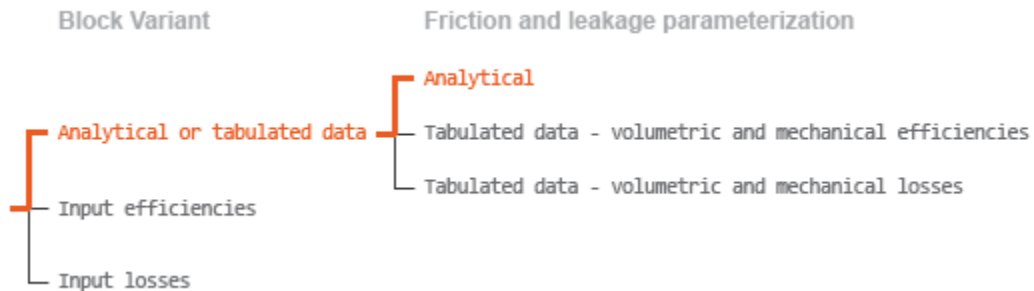 Block Variant
Friction and leakage parameterization
Analytical
Analytical or tabulated data
Tabulated data - volumetric and mechanical efficiencies
Tabulated data - volumetric and mechanical losses
Input efficiencies
Input losses